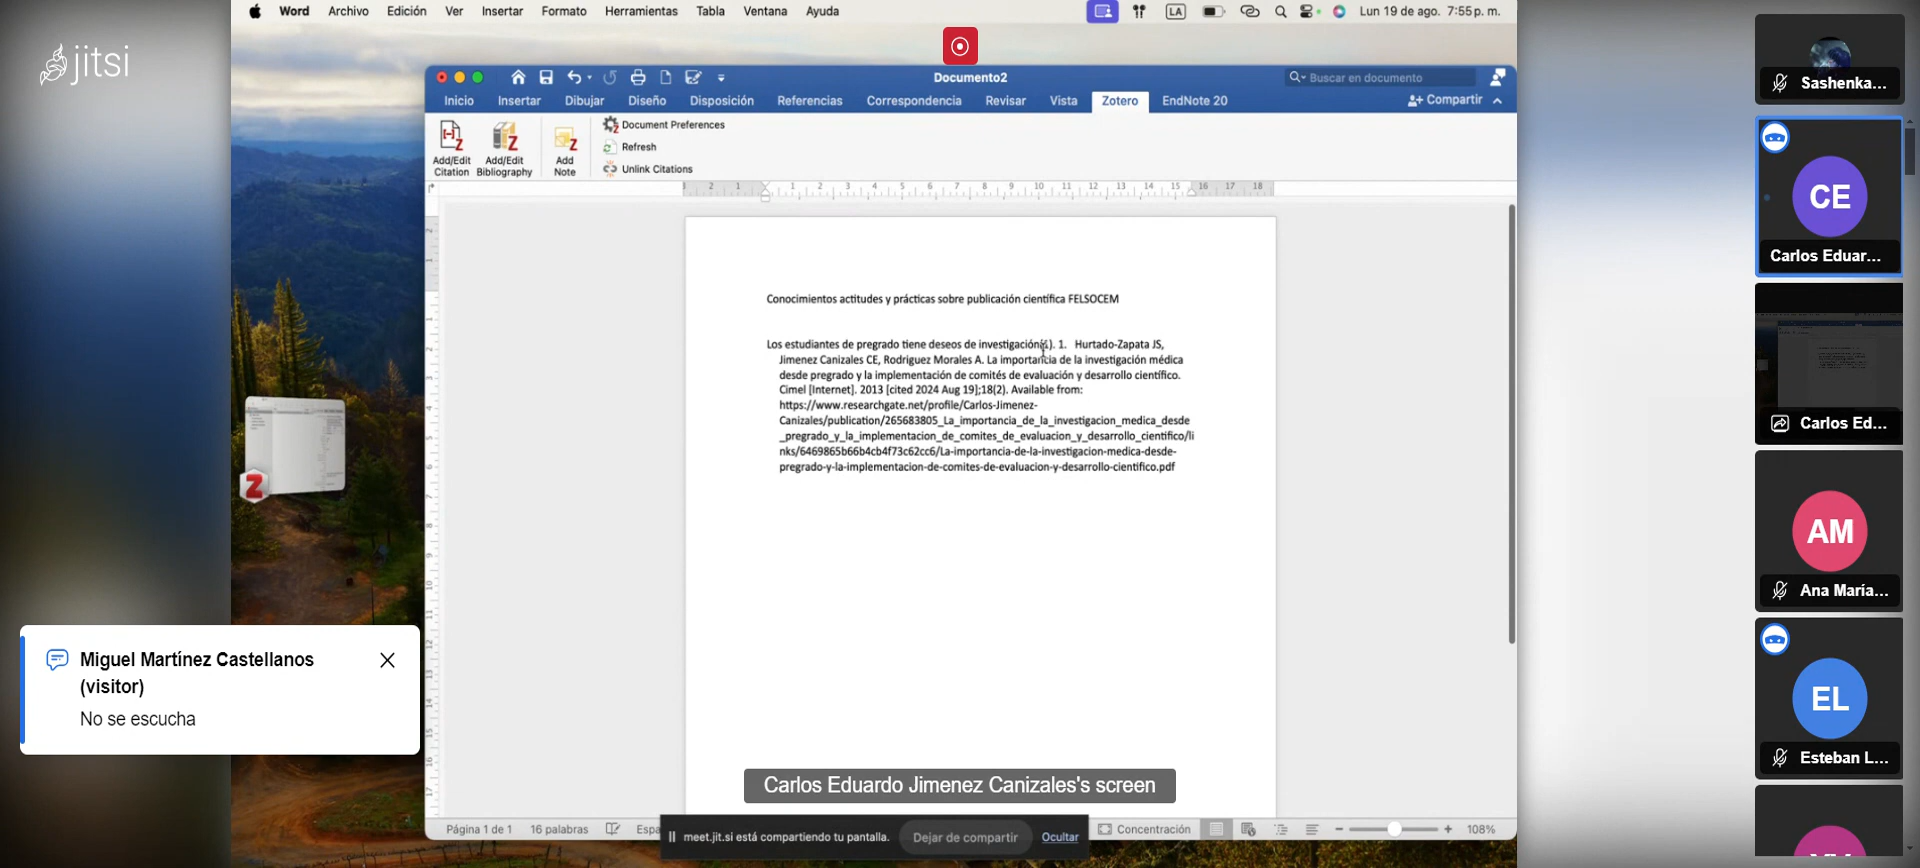 Word Archivo Edición Ver Insertar Formato Herramientas Tabla Ventana Ayuda
LA
Lun 19 de ago. 7:55 p. m.
jitsi
Documento2
Buscar en documento
Inicio Insertar Dibujar Diseño Disposición Referencias Correspondencia Revisar Vista Zotero EndNote 20
Compartir
Add/Edit Citation
Add/Edit Bibliography
Add Note
Document Preferences
Refresh
Unlink Citations
Conocimientos actitudes y prácticas sobre publicación científica FELSOCEM
Los estudiantes de pregrado tiene deseos de investigación(1). 1. Hurtado-Zapata JS,
Jimenez Canizales CE, Rodriguez Morales A. La importancia de la investigación médica
desde pregrado y la implementación de comités de evaluación y desarrollo científico.
Cimel [Internet]. 2013 [cited 2024 Aug 19];18(2). Available from:
https://www.researchgate.net/profile/Carlos-Jimenez-
Canizales/publication/265683805_La_importancia_de_la_investigacion_medica_desde
_pregrado_y_la_implementacion_de_comites_de_evaluacion_y_desarrollo_cientifico/li
nks/6469865b66b4cb4f73c62cc6/La-importancia-de-la-investigacion-medica-desde-
pregrado-y-la-implementacion-de-comites-de-evaluacion-y-desarrollo-cientifico.pdf
Miguel Martínez Castellanos
(visitor)
No se escucha
Carlos Eduardo Jimenez Canizales's screen
Página 1 de 1 16 palabras Espa
meet.jit.si está compartiendo tu pantalla. Dejar de compartir Ocultar
Concentración
108%
Sashenka...
CE
Carlos Eduar...
Carlos Ed...
AM
Ana María...
EL
Esteban L...